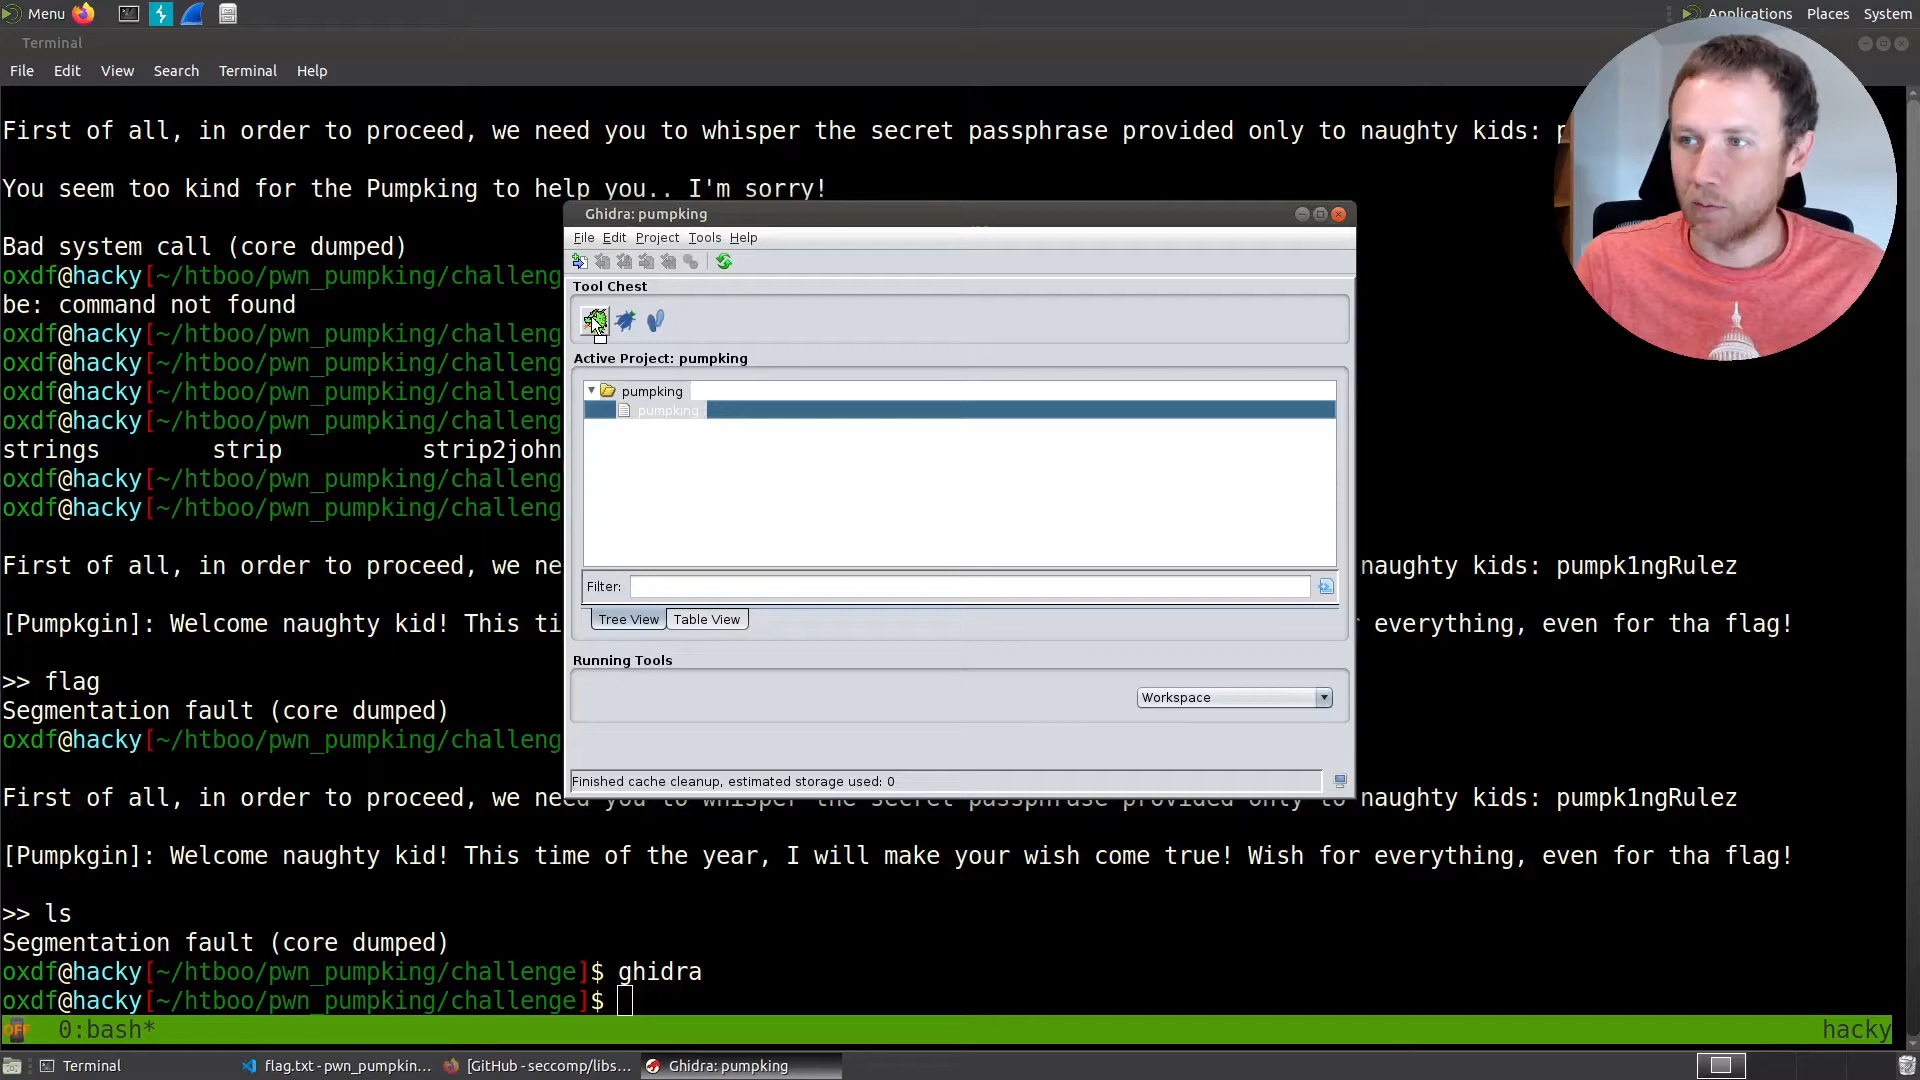 Menu
Applications Places System
Terminal
File Edit View Search Terminal Help
First of all, in order to proceed, we need you to whisper the secret passphrase provided only to naughty kids:
You seem too kind for the Pumpking to help you.. I'm sorry!
Bad system call (core dumped)
oxdf@hacky[~/htboo/pwn_pumpking/challeng
be: command not found
oxdf@hacky[~/htboo/pwn_pumpking/challeng
oxdf@hacky[~/htboo/pwn_pumpking/challeng
oxdf@hacky[~/htboo/pwn_pumpking/challeng
oxdf@hacky[~/htboo/pwn_pumpking/challeng
strings strip strip2john
oxdf@hacky[~/htboo/pwn_pumpking/challeng
oxdf@hacky[~/htboo/pwn_pumpking/challeng
First of all, in order to proceed, we ne naughty kids: pumpk1ngRulez
[Pumpkgin]: Welcome naughty kid! This ti everything, even for tha flag!
>> flag
Segmentation fault (core dumped)
oxdf@hacky[~/htboo/pwn_pumpking/challeng
First of all, in order to proceed, we need you to whisper the secret passphrase provided only to naughty kids: pumpk1ngRulez
[Pumpkgin]: Welcome naughty kid! This time of the year, I will make your wish come true! Wish for everything, even for tha flag!
>> ls
Segmentation fault (core dumped)
oxdf@hacky[~/htboo/pwn_pumpking/challenge]$ ghidra
oxdf@hacky[~/htboo/pwn_pumpking/challenge]$
OFF 0:bash* hacky
Ghidra: pumpking
File Edit Project Tools Help
Tool Chest
Active Project: pumpking
pumpking
pumpking
Filter:
Tree View Table View
Running Tools
Workspace
Finished cache cleanup, estimated storage used: 0
Terminal flag.txt - pwn_pumpkin... [GitHub - seccomp/libs... Ghidra: pumpking